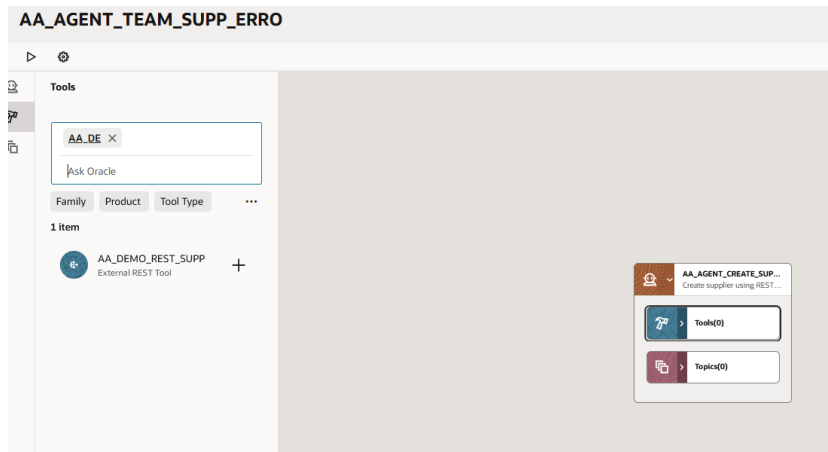 AA_AGENT_TEAM_SUPP_ERRO
Tools
AA_DE
Ask Oracle
Family Product Tool Type
1 item
AA_DEMO_REST_SUPP
External REST Tool
AA_AGENT_CREATE_SUP...
Create supplier using REST...
Tools(0)
Topics(0)